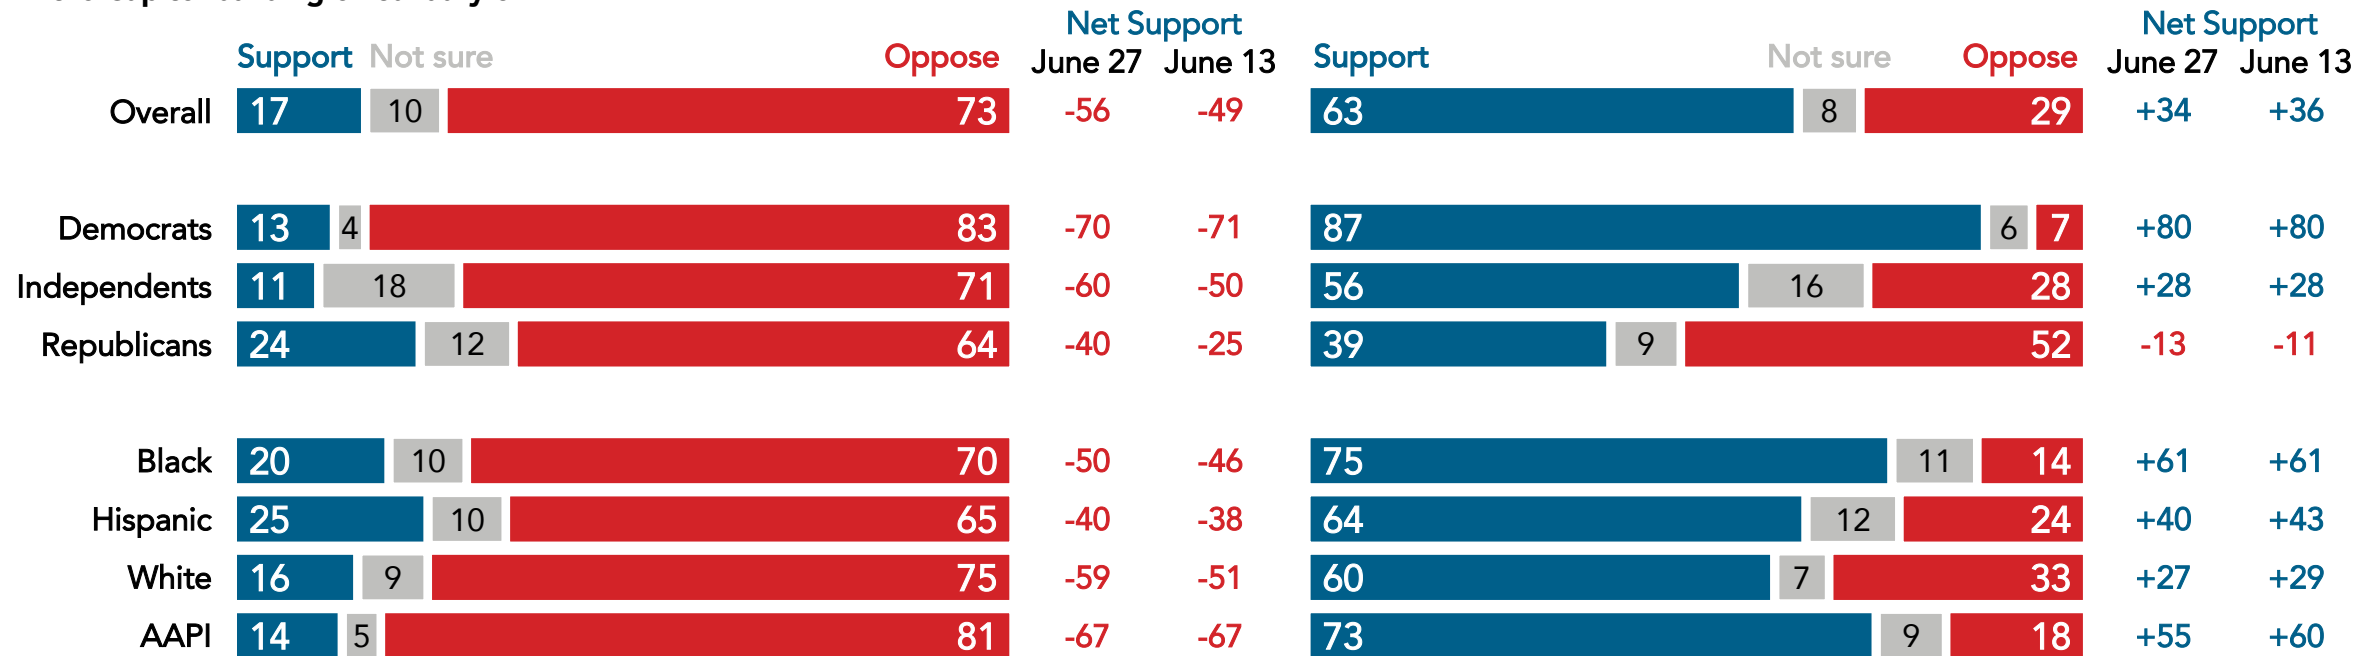 Net Support Net Support
Support Not sure Oppose June 27 June 13 Support Not sure Oppose June 27 June 13
Overall 17 10 73 -56 -49 63 8 29 +34 +36
Democrats 13 4 83 -70 -71 87 6 7 +80 +80
Independents 11 18 71 -60 -50 56 16 28 +28 +28
Republicans 24 12 64 -40 -25 39 9 52 -13 -11
Black 20 10 70 -50 -46 75 11 14 +61 +61
Hispanic 25 10 65 -40 -38 64 12 24 +40 +43
White 16 9 75 -59 -51 60 7 33 +27 +29
AAPI 14 5 81 -67 -67 73 9 18 +55 +60